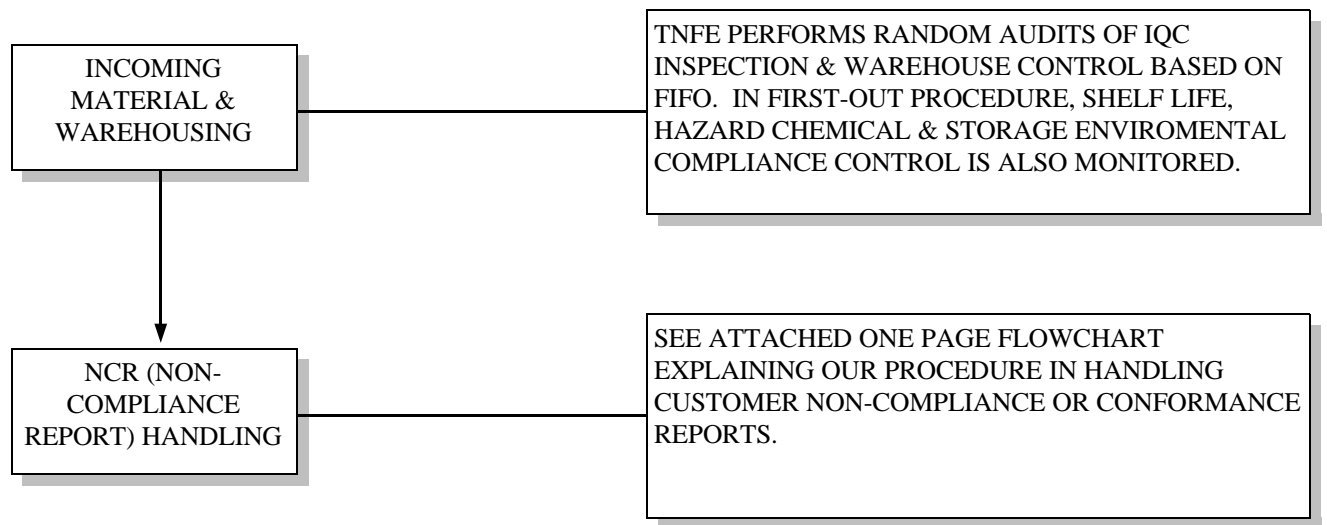 INCOMING
MATERIAL &
WAREHOUSING
TNFE PERFORMS RANDOM AUDITS OF IQC
INSPECTION & WAREHOUSE CONTROL BASED ON
FIFO. IN FIRST-OUT PROCEDURE, SHELF LIFE,
HAZARD CHEMICAL & STORAGE ENVIROMENTAL
COMPLIANCE CONTROL IS ALSO MONITORED.
NCR (NON-
COMPLIANCE
REPORT) HANDLING
SEE ATTACHED ONE PAGE FLOWCHART
EXPLAINING OUR PROCEDURE IN HANDLING
CUSTOMER NON-COMPLIANCE OR CONFORMANCE
REPORTS.